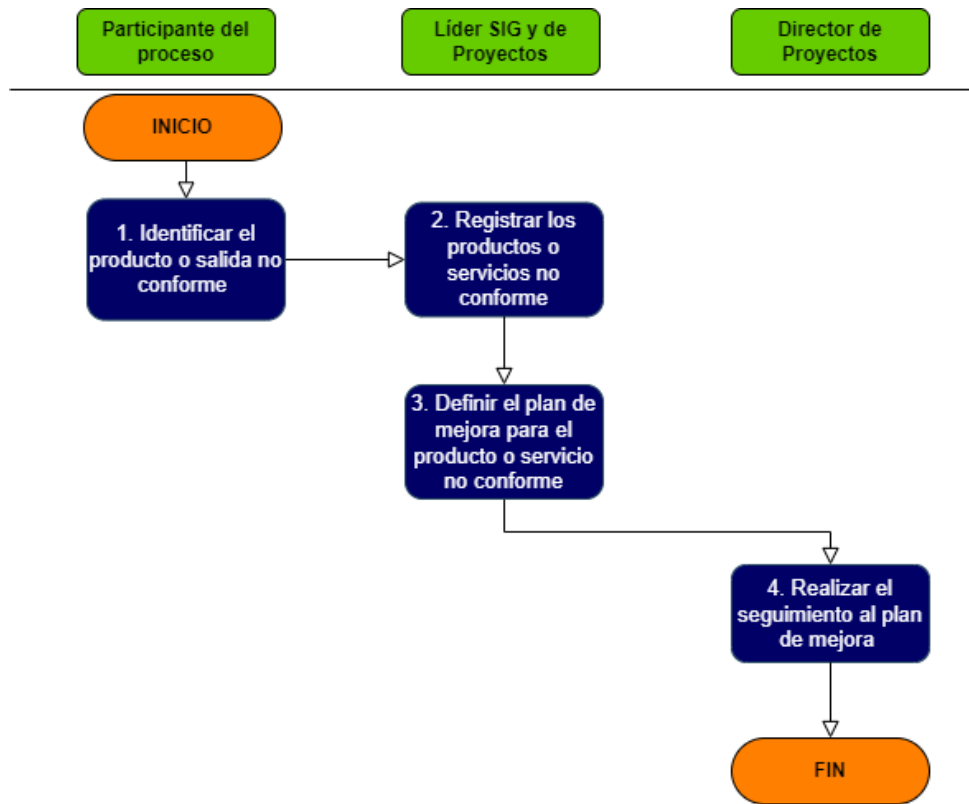 Participante del
proceso
Líder SIG y de
Proyectos
Director de
Proyectos
INICIO
1. Identificar el
producto o salida no
conforme
2. Registrar los
productos o
servicios no
conforme
3. Definir el plan de
mejora para el
producto o servicio
no conforme
4. Realizar el
seguimiento al plan
de mejora
FIN